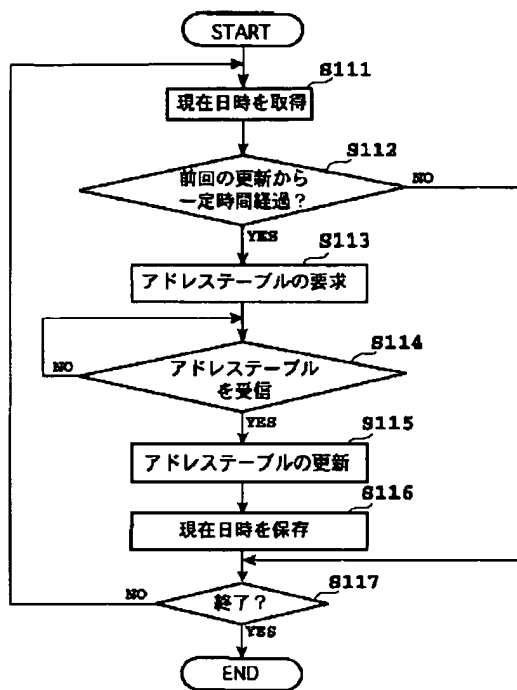 START
S111
現在日時を取得
S112
前回の更新から
一定時間経過？
NO
YES
S113
アドレステーブルの要求
S114
アドレステーブル
を受信
NO
YES
S115
アドレステーブルの更新
S116
現在日時を保存
S117
終了？
NO
YES
END